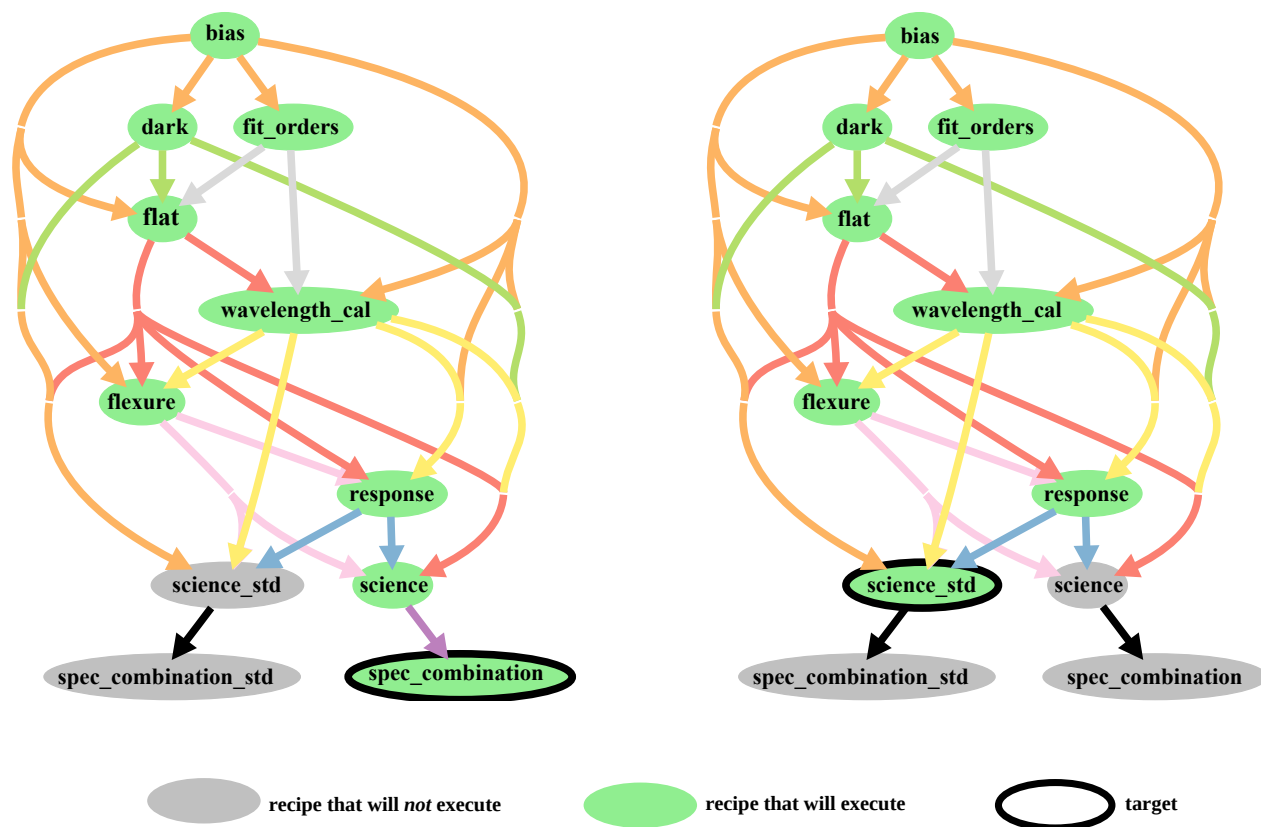 bias
dark
fit_orders
flat
wavelength_cal
flexure
response
science_std
science
spec_combination_std
spec_combination
bias
dark
fit_orders
flat
wavelength_cal
flexure
response
science_std
science
spec_combination_std
spec_combination
recipe that will not execute
recipe that will execute
target